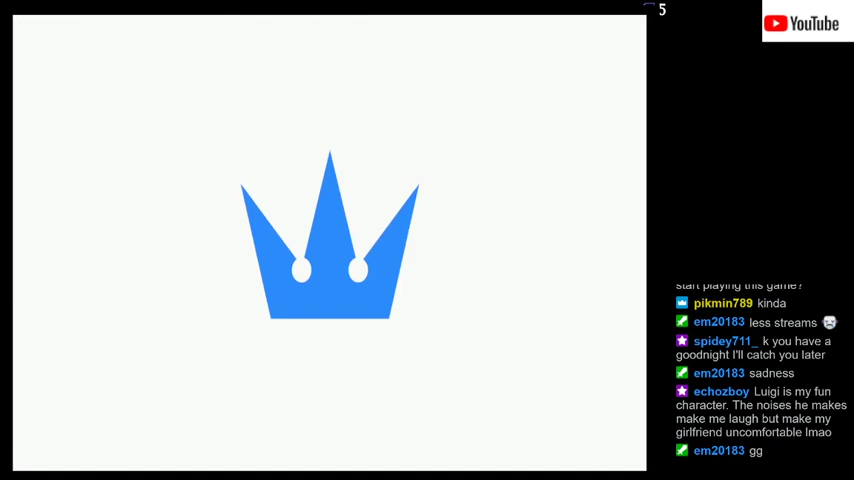 5
YouTube
start playing this game?
pikmin789 kinda
em20183 less streams
spidey711_ k you have a
goodnight I'll catch you later
em20183 sadness
echozboy Luigi is my fun
character. The noises he makes
make me laugh but make my
girlfriend uncomfortable lmao
em20183 gg